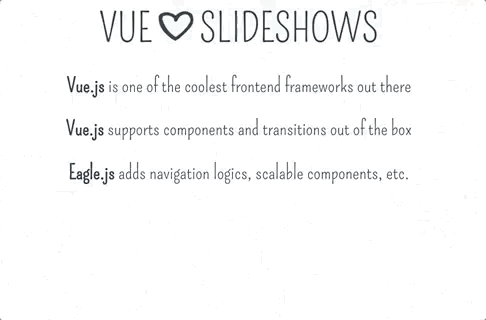 VUE ♡ SLIDESHOWS
Vue.js is one of the coolest frontend frameworks out there
Vue.js supports components and transitions out of the box
Eagle.js adds navigation logics, scalable components, etc.